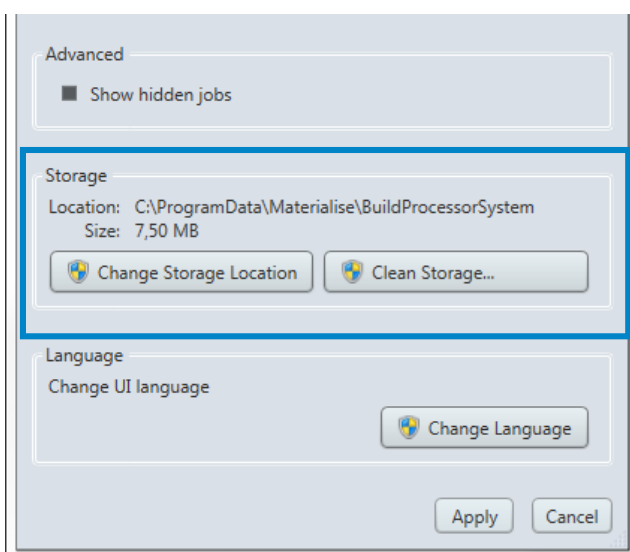 Advanced
Show hidden jobs
Storage
Location: C:\ProgramData\Materialise\BuildProcessorSystem
Size: 7,50 MB
Change Storage Location Clean Storage...
Language
Change UI language
Change Language
Apply Cancel